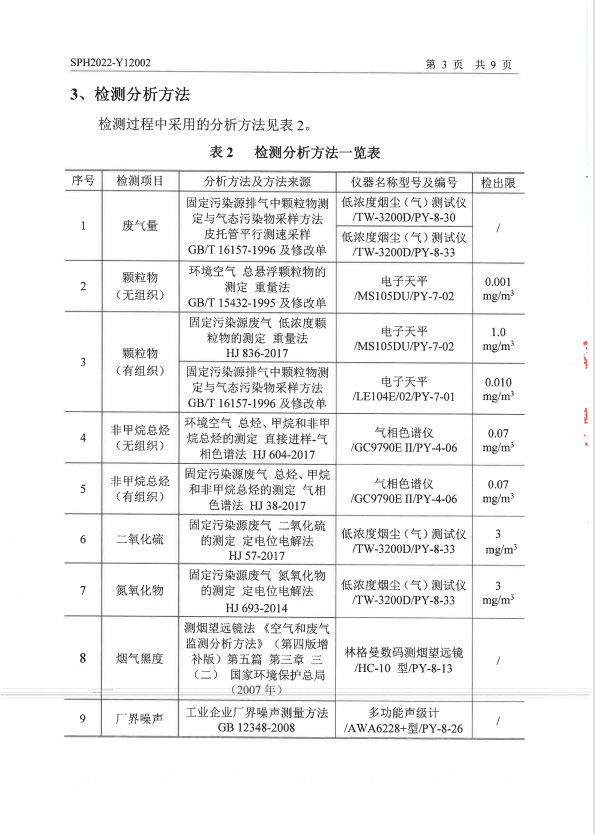 SPH2022-Y12002
第 3 页 共 9 页
3、检测分析方法
检测过程中采用的分析方法见表 2。
表 2 检测分析方法一览表
序号 检测项目 分析方法及方法来源 仪器名称型号及编号 检出限
1
废气量
固定污染源排气中颗粒物测
定与气态污染物采样方法
皮托管平行测速采样
GB/T 16157-1996 及修改单
低浓度烟尘（气）测试仪
/TW-3200D/PY-8-30
低浓度烟尘（气）测试仪
/TW-3200D/PY-8-33
/
2
颗粒物
（无组织）
环境空气 总悬浮颗粒物的
测定 重量法
GB/T 15432-1995 及修改单
电子天平
/MS105DU/PY-7-02
0.001
mg/m³
3
颗粒物
（有组织）
固定污染源废气 低浓度颗
粒物的测定 重量法
HJ 836-2017
电子天平
/MS105DU/PY-7-02
1.0
mg/m³
固定污染源排气中颗粒物测
定与气态污染物采样方法
GB/T 16157-1996 及修改单
电子天平
/LE104E/02/PY-7-01
0.010
mg/m³
4
非甲烷总烃
（无组织）
环境空气 总烃、甲烷和非甲
烷总烃的测定 直接进样-气
相色谱法 HJ 604-2017
气相色谱仪
/GC9790E II/PY-4-06
0.07
mg/m³
5
非甲烷总烃
（有组织）
固定污染源废气 总烃、甲烷
和非甲烷总烃的测定 气相
色谱法 HJ 38-2017
气相色谱仪
/GC9790E II/PY-4-06
0.07
mg/m³
6
二氧化硫
固定污染源废气 二氧化硫
的测定 定电位电解法
HJ 57-2017
低浓度烟尘（气）测试仪
/TW-3200D/PY-8-33
3
mg/m³
7
氮氧化物
固定污染源废气 氮氧化物
的测定 定电位电解法
HJ 693-2014
低浓度烟尘（气）测试仪
/TW-3200D/PY-8-33
3
mg/m³
8
烟气黑度
测烟望远镜法 《空气和废气
监测分析方法》（第四版增
补版）第五篇 第三章 三
（二） 国家环境保护总局
（2007 年）
林格曼数码测烟望远镜
/HC-10 型/PY-8-13
/
9
厂界噪声
工业企业厂界噪声测量方法
GB 12348-2008
多功能声级计
/AWA6228+型/PY-8-26
/